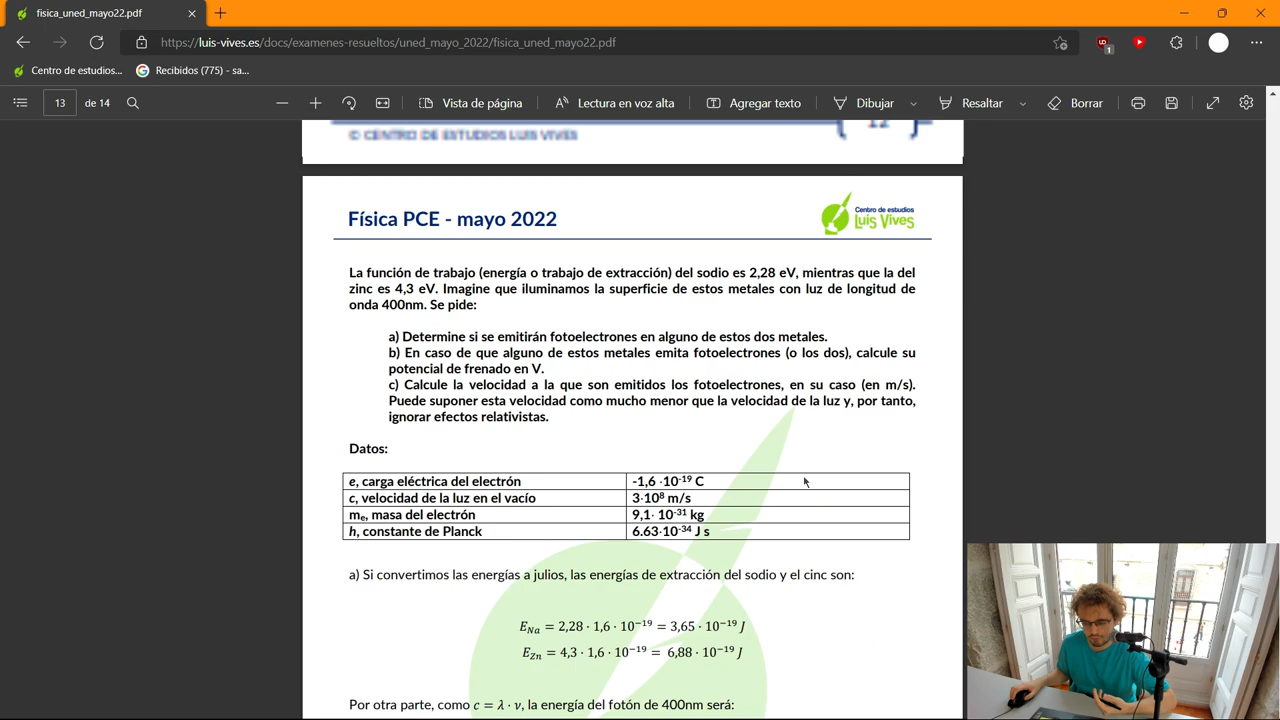 fisica_uned_mayo22.pdf
https://luis-vives.es/docs/examenes-resueltos/uned_mayo_2022/fisica_uned_mayo22.pdf
1
Centro de estudios...
Recibidos (775) - sa...
13 de 14
Vista de página
Lectura en voz alta
Agregar texto
Dibujar
Resaltar
Borrar
12
© CENTRO DE ESTUDIOS LUIS VIVES
Física PCE - mayo 2022
Centro de estudios
Luis Vives
La función de trabajo (energía o trabajo de extracción) del sodio es 2,28 eV, mientras que la del
zinc es 4,3 eV. Imagine que iluminamos la superficie de estos metales con luz de longitud de
onda 400nm. Se pide:
a) Determine si se emitirán fotoelectrones en alguno de estos dos metales.
b) En caso de que alguno de estos metales emita fotoelectrones (o los dos), calcule su
potencial de frenado en V.
c) Calcule la velocidad a la que son emitidos los fotoelectrones, en su caso (en m/s).
Puede suponer esta velocidad como mucho menor que la velocidad de la luz y, por tanto,
ignorar efectos relativistas.
Datos:
e, carga eléctrica del electrón -1,6 ·10⁻¹⁹ C
c, velocidad de la luz en el vacío 3·10⁸ m/s
mₑ, masa del electrón 9,1· 10⁻³¹ kg
h, constante de Planck 6.63·10⁻³⁴ J s
a) Si convertimos las energías a julios, las energías de extracción del sodio y el cinc son:
E_Na = 2,28 · 1,6 · 10⁻¹⁹ = 3,65 · 10⁻¹⁹ J
E_Zn = 4,3 · 1,6 · 10⁻¹⁹ = 6,88 · 10⁻¹⁹ J
Por otra parte, como c = λ · ν, la energía del fotón de 400nm será: